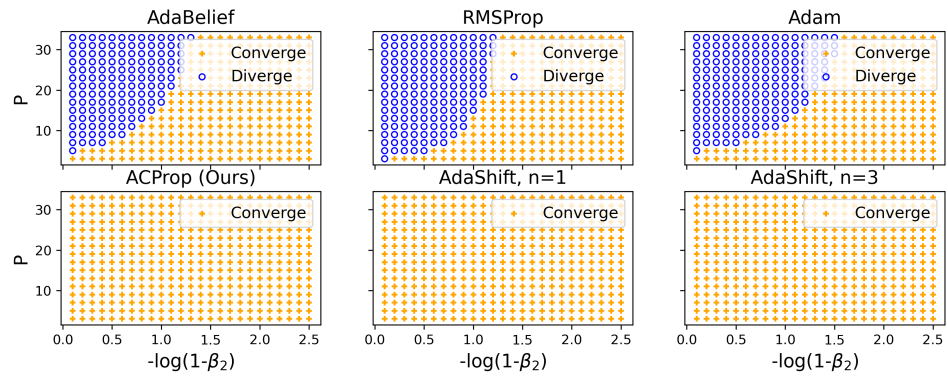 AdaBelief
RMSProp
Adam
P
30
20
10
Converge
Diverge
Converge
Diverge
Converge
Diverge
ACProp (Ours)
AdaShift, n=1
AdaShift, n=3
P
30
20
10
Converge
Converge
Converge
0.0 0.5 1.0 1.5 2.0 2.5
0.0 0.5 1.0 1.5 2.0 2.5
0.0 0.5 1.0 1.5 2.0 2.5
-log(1-β₂)
-log(1-β₂)
-log(1-β₂)